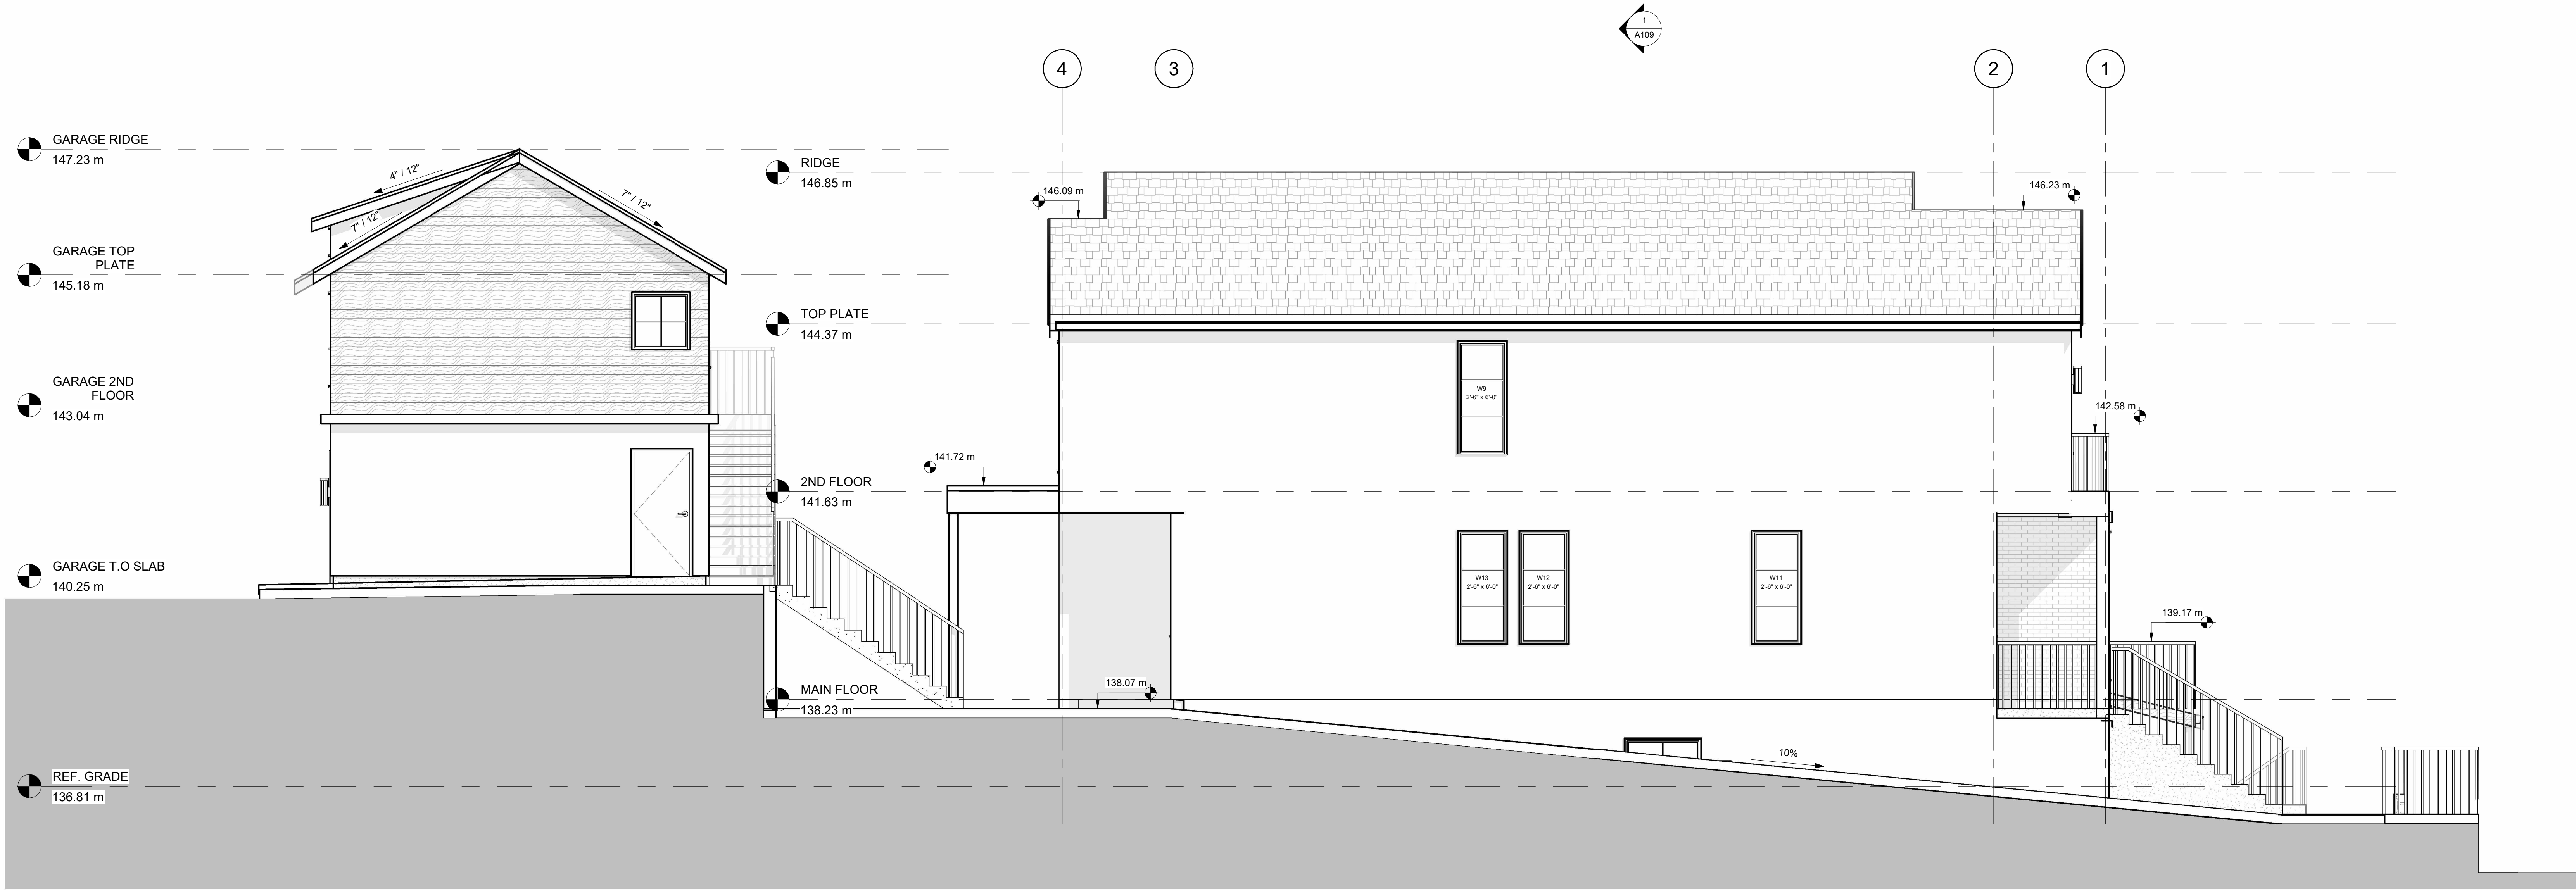 1
A109
4
3
2
1
GARAGE RIDGE
147.23 m
4" / 12"
7" / 12"
7" / 12"
RIDGE
146.85 m
146.09 m
146.23 m
GARAGE TOP
PLATE
145.18 m
TOP PLATE
144.37 m
GARAGE 2ND
FLOOR
143.04 m
W9
2'-6" x 6'-0"
142.58 m
141.72 m
2ND FLOOR
141.63 m
GARAGE T.O SLAB
140.25 m
W13
2'-6" x 6'-0"
W12
2'-6" x 6'-0"
W11
2'-6" x 6'-0"
139.17 m
138.07 m
MAIN FLOOR
138.23 m
10%
REF. GRADE
136.81 m